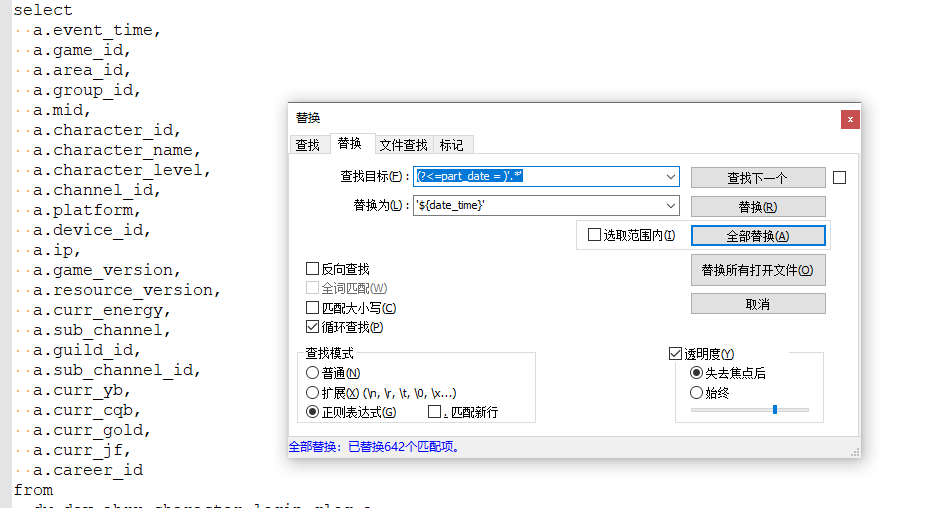 select
a.event_time,
a.game_id,
a.area_id,
a.group_id,
a.mid,
a.character_id,
a.character_name,
a.character_level,
a.channel_id,
a.platform,
a.device_id,
a.ip,
a.game_version,
a.resource_version,
a.curr_energy,
a.sub_channel,
a.guild_id,
a.sub_channel_id,
a.curr_yb,
a.curr_cqb,
a.curr_gold,
a.curr_jf,
a.career_id
from
替换
x
查找 替换 文件查找 标记
查找目标(F)： (?<=part_date = )'.*' 查找下一个
替换为(L)： '${date_time}' 替换(R)
选取范围内(I) 全部替换(A)
反向查找 替换所有打开文件(O)
全词匹配(W)
匹配大小写(C) 取消
循环查找(P)
查找模式 透明度(Y)
普通(N) 失去焦点后
扩展(X) (\n, \r, \t, \0, \x...) 始终
正则表达式(G) . 匹配新行
全部替换：已替换642个匹配项。